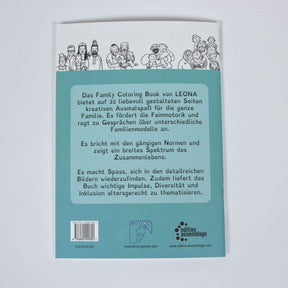 Das Family Coloring Book von LEONA
bietet auf 32 liebevoll gestalteten Seiten
kreativen Ausmalspaß für die ganze
Familie. Es fördert die Feinmotorik und
regt zu Gesprächen über unterschiedliche
Familienmodelle an.
Es bricht mit den gängigen Normen und
zeigt ein breites Spektrum des
Zusammenlebens.
Es macht Spass, sich in den detailreichen
Bildern wiederzufinden. Zudem liefert das
Buch wichtige Impulse, Diversität und
Inklusion altersgerecht zu thematisieren.
edition
assemblage